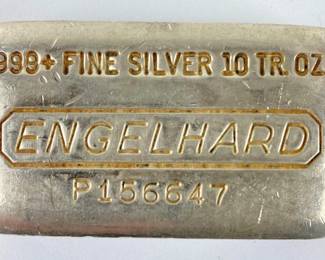 999+ FINE SILVER 10 TR. OZ.
ENGELHARD
P156647